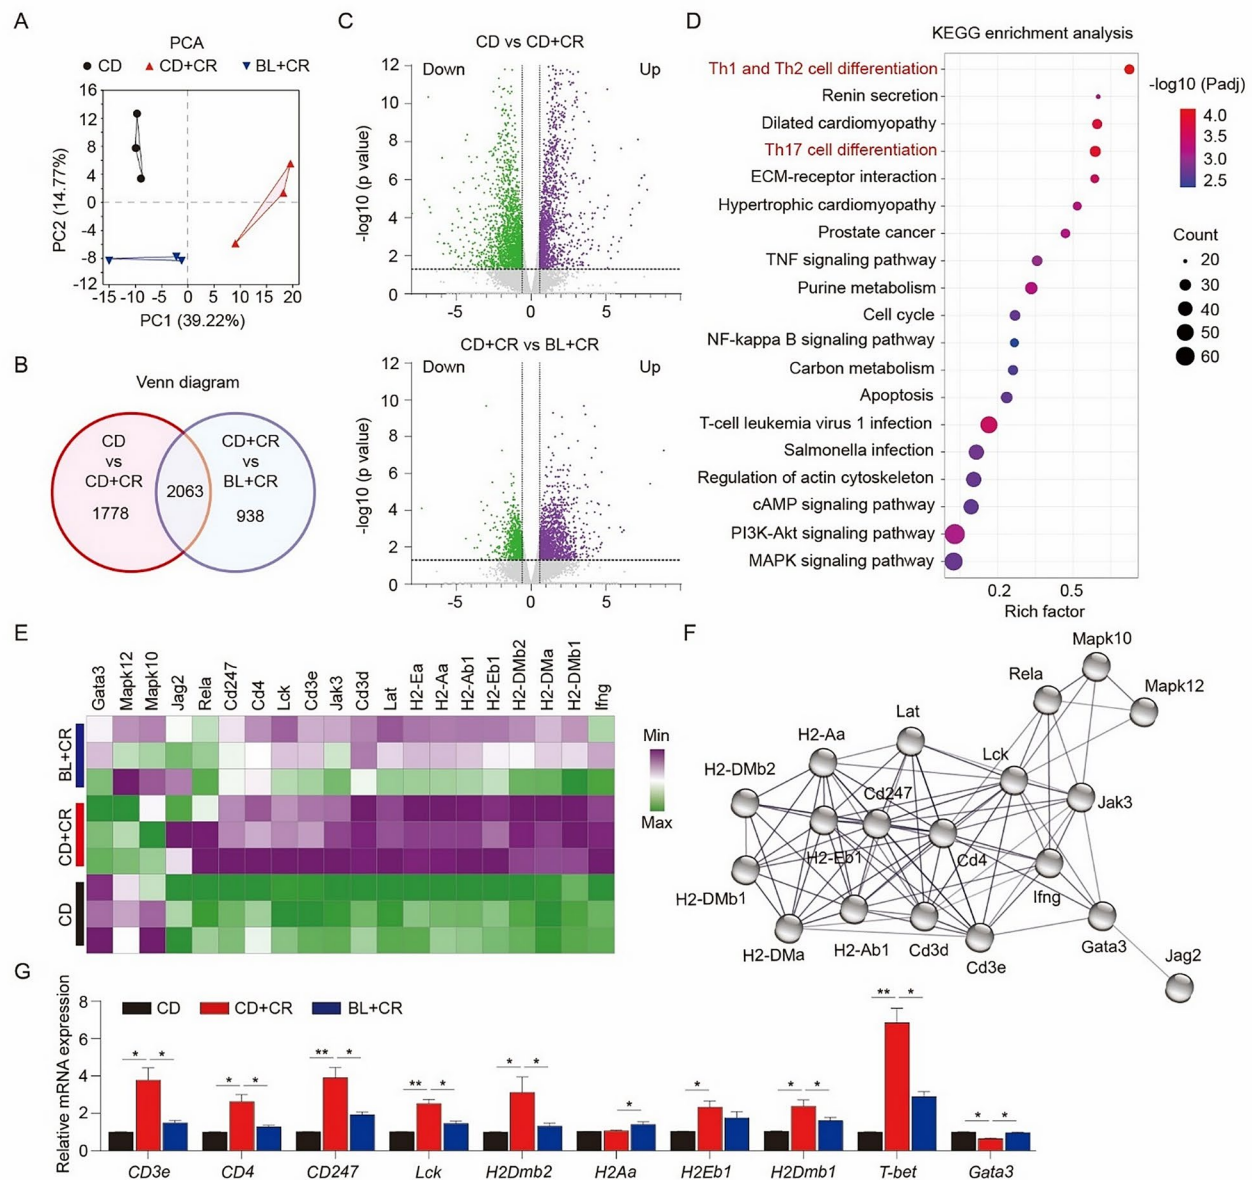 A
PCA
CD CD+CR BL+CR
PC2 (14.77%)
16
12
8
4
0
-4
-8
-12
-15 -10 -5 0 5 10 15 20
PC1 (39.22%)
B
Venn diagram
CD
vs
CD+CR
1778
2063
CD+CR
vs
BL+CR
938
C
CD vs CD+CR
Down Up
-log10 (p value)
12
10
8
6
4
2
0
-5 0 5
CD+CR vs BL+CR
Down Up
-log10 (p value)
12
10
8
6
4
2
0
-5 0 5
D
KEGG enrichment analysis
Th1 and Th2 cell differentiation
Renin secretion
Dilated cardiomyopathy
Th17 cell differentiation
ECM-receptor interaction
Hypertrophic cardiomyopathy
Prostate cancer
TNF signaling pathway
Purine metabolism
Cell cycle
NF-kappa B signaling pathway
Carbon metabolism
Apoptosis
T-cell leukemia virus 1 infection
Salmonella infection
Regulation of actin cytoskeleton
cAMP signaling pathway
PI3K-Akt signaling pathway
MAPK signaling pathway
0.2 0.5
Rich factor
-log10 (Padj)
4.0
3.5
3.0
2.5
Count
20
30
40
50
60
E
Gata3
Mapk12
Mapk10
Jag2
Rela
Cd247
Cd4
Lck
Cd3e
Jak3
Cd3d
Lat
H2-Ea
H2-Aa
H2-Ab1
H2-Eb1
H2-DMb2
H2-DMa
H2-DMb1
Ifng
BL+CR
CD+CR
CD
Min
Max
F
Mapk10
Rela
Mapk12
Lat
H2-Aa
Lck
H2-DMb2
Cd247
Jak3
H2-Eb1
Cd4
H2-DMb1
Ifng
H2-DMa
H2-Ab1
Cd3d
Cd3e
Gata3
Jag2
G
CD CD+CR BL+CR
Relative mRNA expression
8
6
4
2
0
* *
* *
** *
** *
* *
*
*
* *
** *
* *
CD3e CD4 CD247 Lck H2Dmb2 H2Aa H2Eb1 H2Dmb1 T-bet Gata3